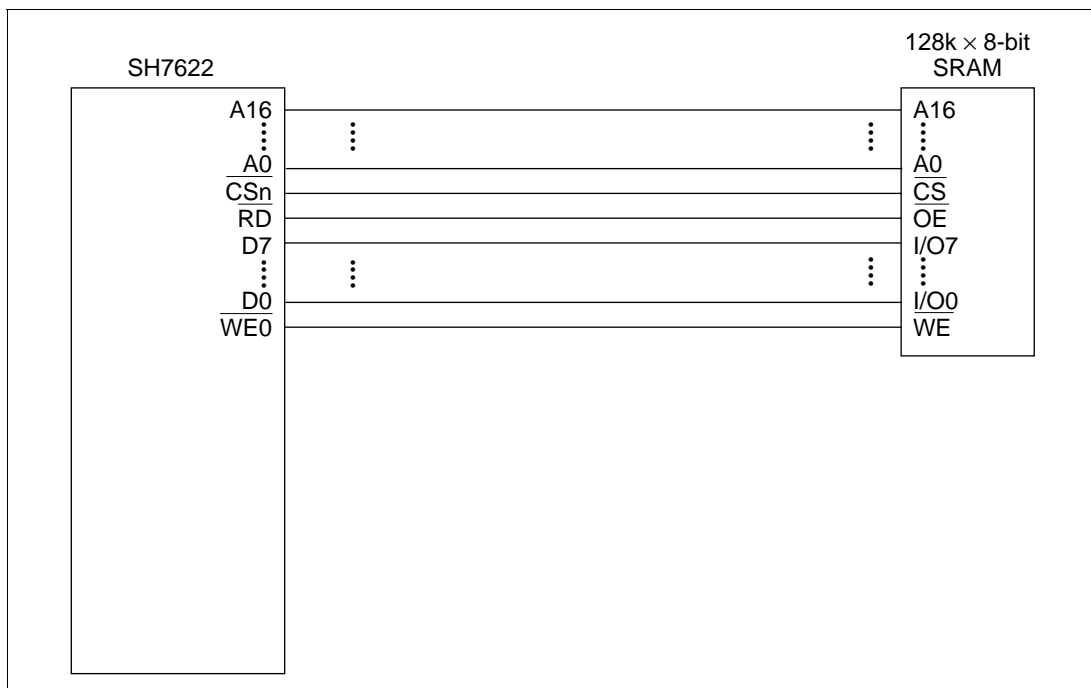 SH7622
A16
A0
CSn
RD
D7
D0
WE0
128k × 8-bit
SRAM
A16
A0
CS
OE
I/O7
I/O0
WE